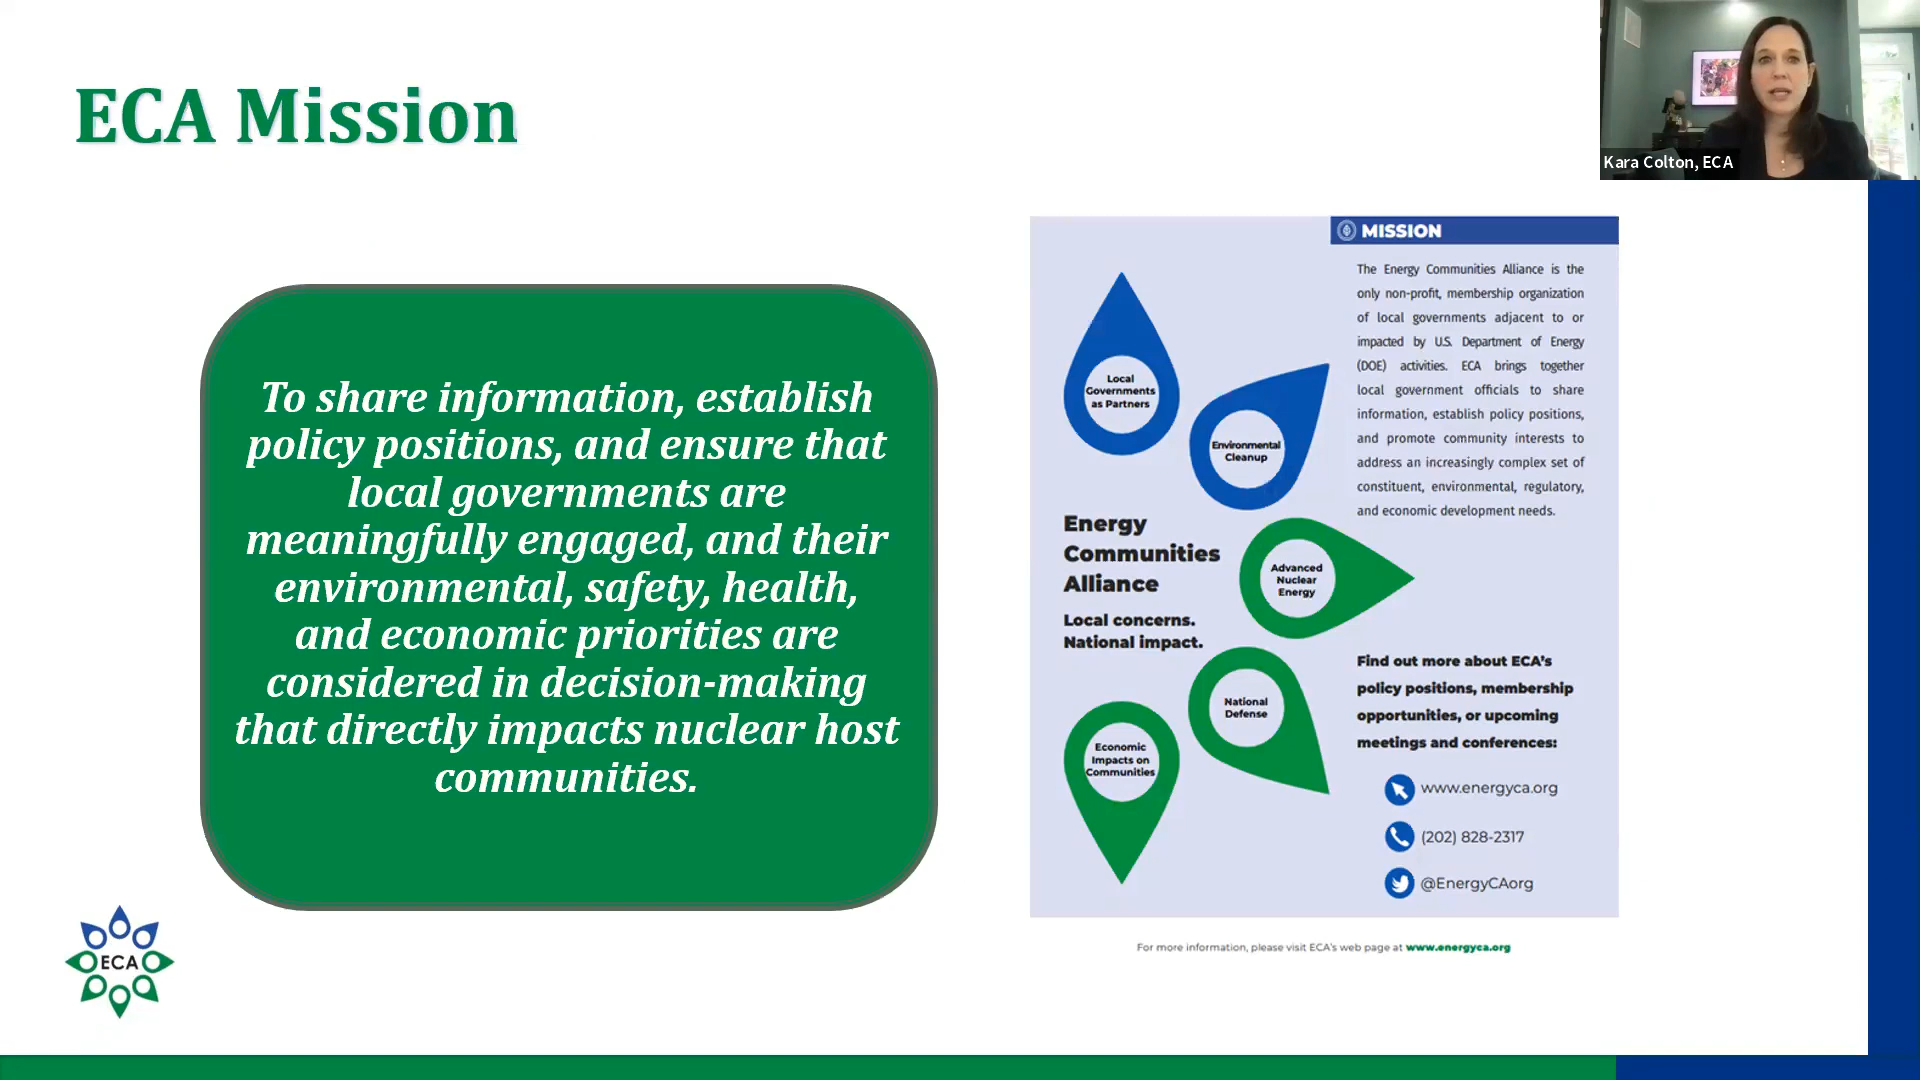 ECA Mission
Kara Colton, ECA
To share information, establish
policy positions, and ensure that
local governments are
meaningfully engaged, and their
environmental, safety, health,
and economic priorities are
considered in decision-making
that directly impacts nuclear host
communities.
MISSION
The Energy Communities Alliance is the
only non-profit, membership organization
of local governments adjacent to or
impacted by U.S. Department of Energy
(DOE) activities. ECA brings together
local government officials to share
information, establish policy positions,
and promote community interests to
address an increasingly complex set of
constituent, environmental, regulatory,
and economic development needs.
Local
Governments
as Partners
Environmental
Cleanup
Energy
Communities
Alliance
Local concerns.
National impact.
Advanced
Nuclear
Energy
National
Defense
Economic
Impacts on
Communities
Find out more about ECA's
policy positions, membership
opportunities, or upcoming
meetings and conferences:
www.energyca.org
(202) 828-2317
@EnergyCAorg
For more information, please visit ECA's web page at www.energyca.org
ECA